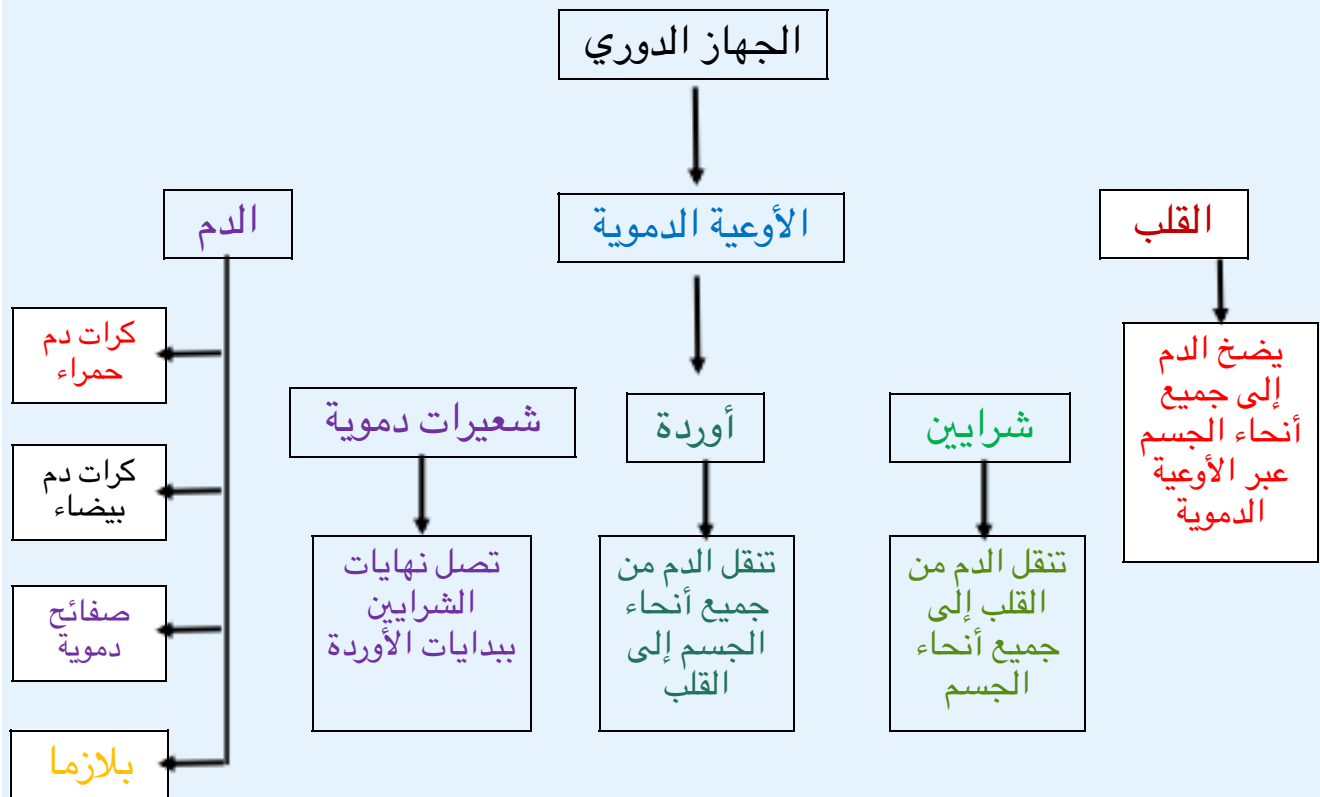 الجهاز الدوري
القلب
الأوعية الدموية
الدم
يضخ الدم
إلى جميع
أنحاء الجسم
عبر الأوعية
الدموية
شرايين
أوردة
شعيرات دموية
تنقل الدم من
القلب إلى
جميع أنحاء
الجسم
تنقل الدم من
جميع أنحاء
الجسم إلى
القلب
تصل نهايات
الشرايين
ببدايات الأوردة
كرات دم
حمراء
كرات دم
بيضاء
صفائح
دموية
بلازما